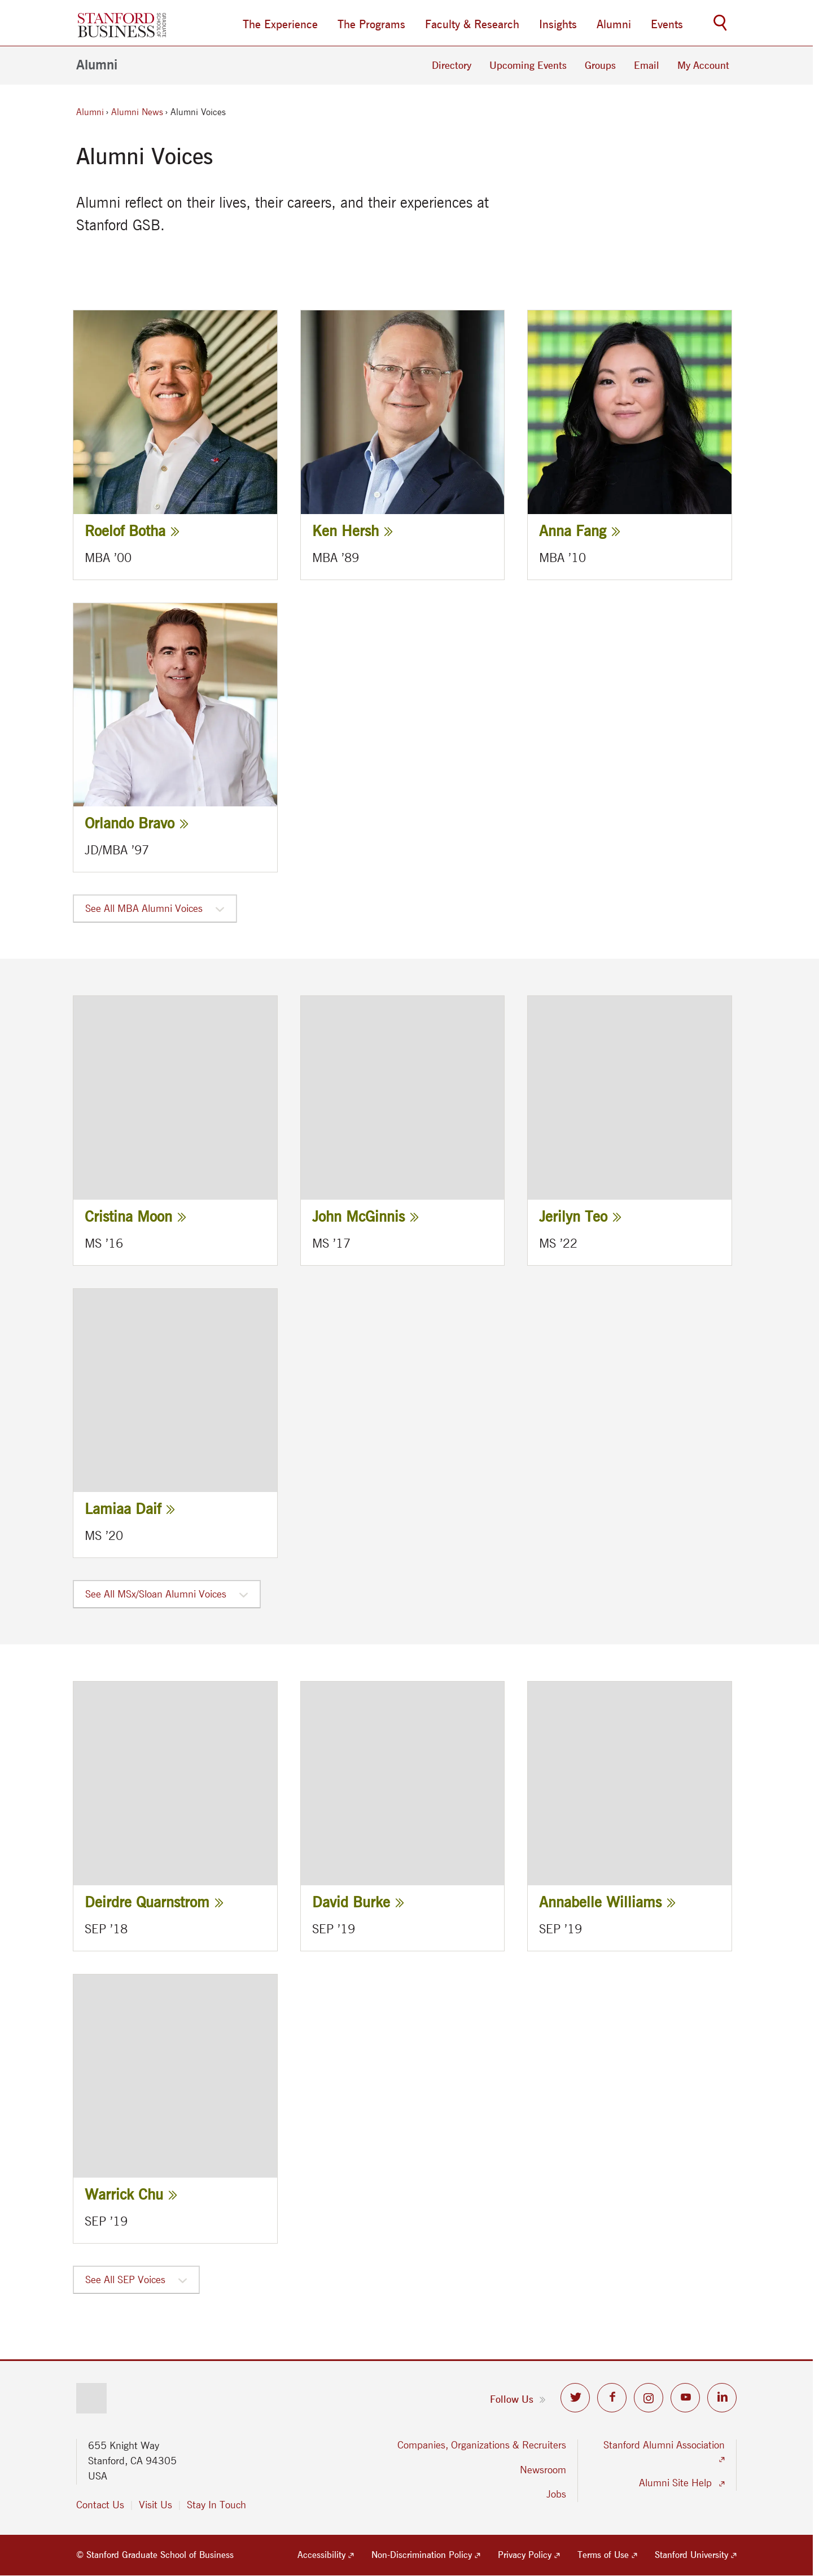 STANFORD
BUSINESS
GRADUATE
SCHOOL OF
The Experience
The Programs
Faculty & Research
Insights
Alumni
Events
Alumni
Directory
Upcoming Events
Groups
Email
My Account
Alumni › Alumni News › Alumni Voices
Alumni Voices
Alumni reflect on their lives, their careers, and their experiences at
Stanford GSB.
Roelof Botha
MBA ’00
Ken Hersh
MBA ’89
Anna Fang
MBA ’10
Orlando Bravo
JD/MBA ’97
See All MBA Alumni Voices
Cristina Moon
MS ’16
John McGinnis
MS ’17
Jerilyn Teo
MS ’22
Lamiaa Daif
MS ’20
See All MSx/Sloan Alumni Voices
Deirdre Quarnstrom
SEP ’18
David Burke
SEP ’19
Annabelle Williams
SEP ’19
Warrick Chu
SEP ’19
See All SEP Voices
Follow Us
655 Knight Way
Stanford, CA 94305
USA
Contact Us
Visit Us
Stay In Touch
Companies, Organizations & Recruiters
Newsroom
Jobs
Stanford Alumni Association
Alumni Site Help
© Stanford Graduate School of Business
Accessibility
Non-Discrimination Policy
Privacy Policy
Terms of Use
Stanford University